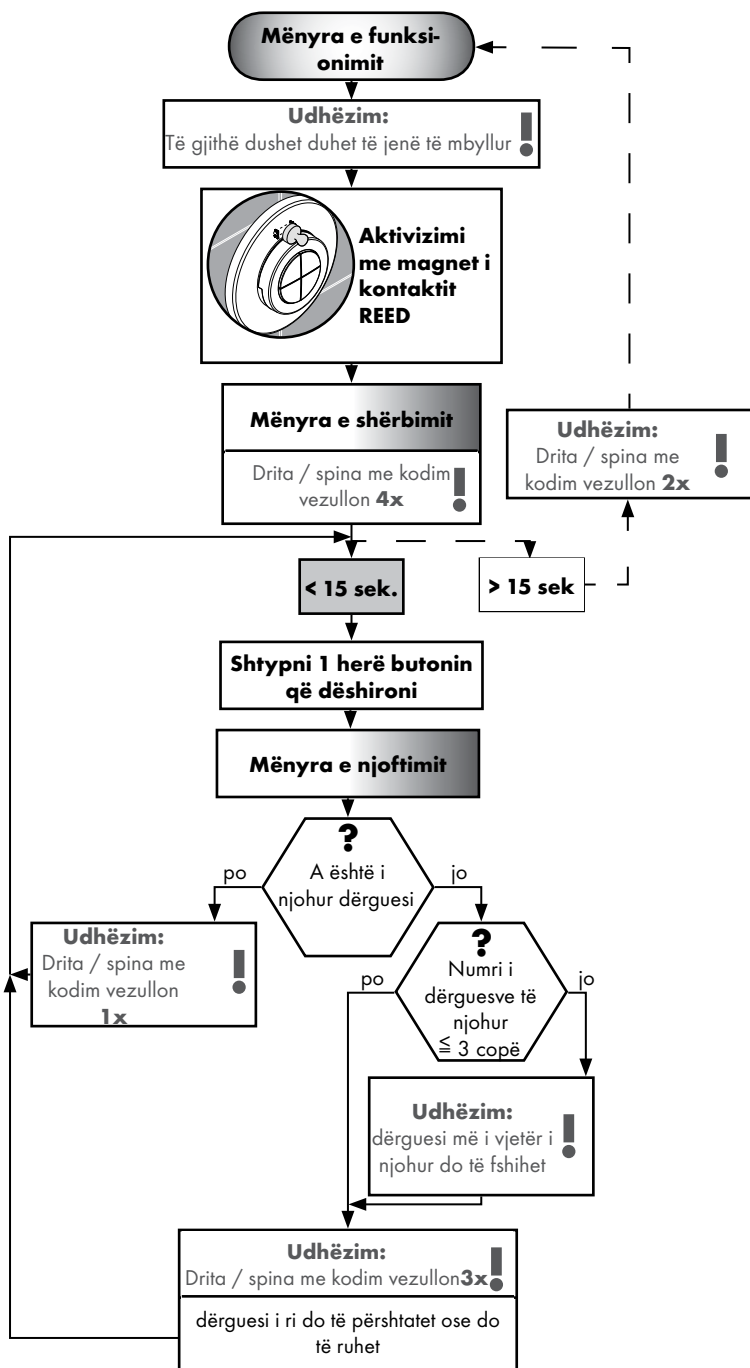 Mënyra e funksi-
onimit
Udhëzim:
Të gjithë dushet duhet të jenë të mbyllur
Aktivizimi
me magnet i
kontaktit
REED
Mënyra e shërbimit
Drita / spina me kodim
vezullon 4x
Udhëzim:
Drita / spina me
kodim vezullon 2x
< 15 sek.
> 15 sek
Shtypni 1 herë butonin
që dëshironi
Mënyra e njoftimit
?
A është i
njohur dërguesi
po
jo
Udhëzim:
Drita / spina me
kodim vezullon
1x
?
Numri i
dërguesve të
njohur
≦ 3 copë
po
jo
Udhëzim:
dërguesi më i vjetër i
njohur do të fshihet
Udhëzim:
Drita / spina me kodim vezullon3x
dërguesi i ri do të përshtatet ose do
të ruhet